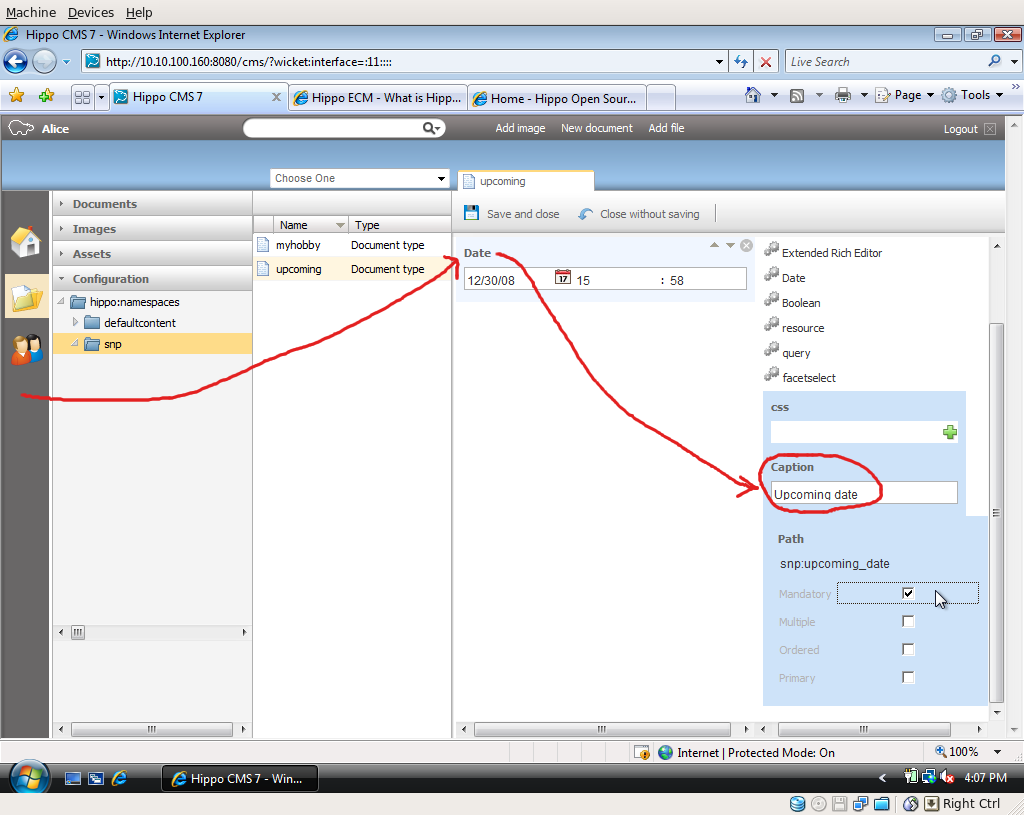 Machine Devices Help
Hippo CMS 7 - Windows Internet Explorer
http://10.10.100.160:8080/cms/?wicket:interface=:11::::
Live Search
Hippo CMS 7
Hippo ECM - What is Hipp...
Home - Hippo Open Sour...
Page
Tools
Alice
Add image New document Add file
Logout
Choose One
upcoming
Documents
Images
Assets
Configuration
hippo:namespaces
defaultcontent
snp
Name Type
myhobby Document type
upcoming Document type
Save and close Close without saving
Date
12/30/08 17 15 : 58
Extended Rich Editor
Date
Boolean
resource
query
facetselect
css
Caption
Upcoming date
Path
snp:upcoming_date
Mandatory
Multiple
Ordered
Primary
Internet | Protected Mode: On
100%
Hippo CMS 7 - Win...
4:07 PM
Right Ctrl